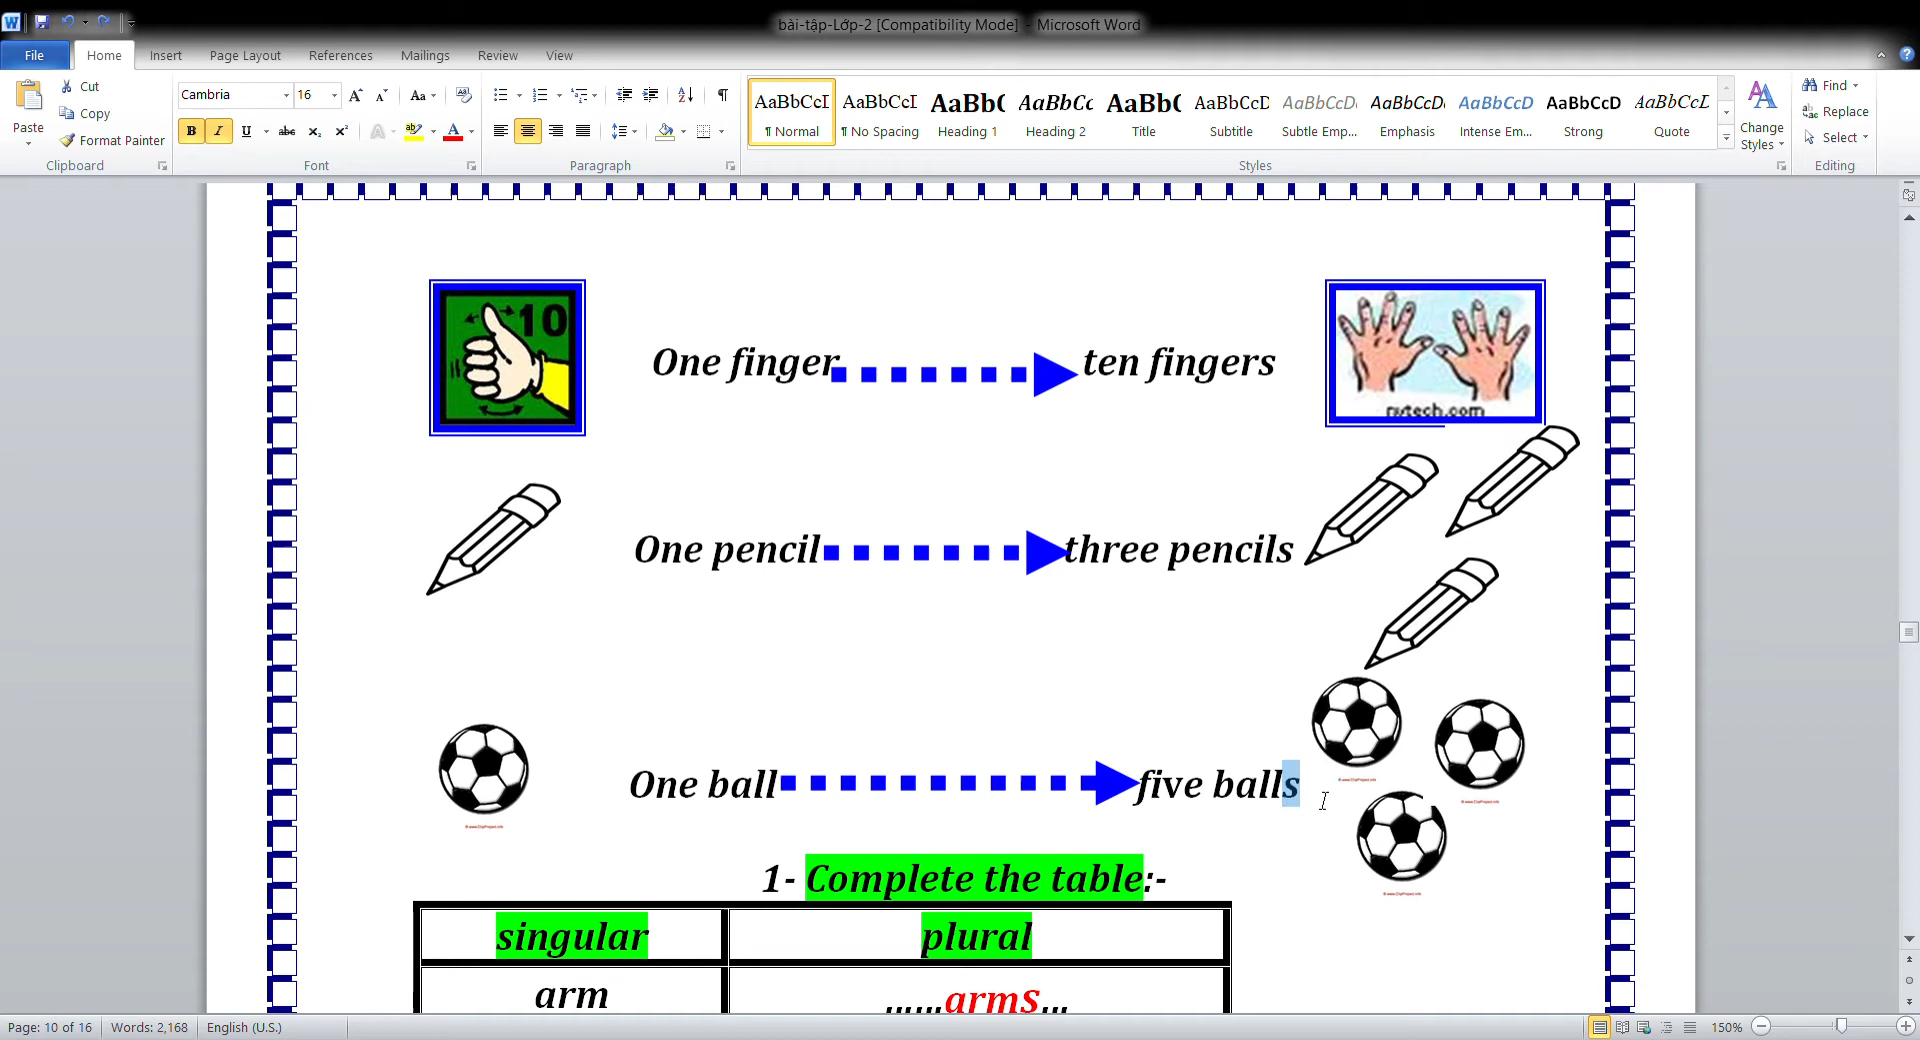 bài-tập-Lớp-2 [Compatibility Mode] - Microsoft Word
File Home Insert Page Layout References Mailings Review View
Paste
Cut
Copy
Format Painter
Clipboard
Cambria 16
Font
Paragraph
AaBbCcI AaBbCcI AaBbC AaBbCc AaBbC AaBbCcD AaBbCcD AaBbCcD AaBbCcD AaBbCcD AaBbCcL
¶ Normal ¶ No Spacing Heading 1 Heading 2 Title Subtitle Subtle Emp... Emphasis Intense Em... Strong Quote
Change Styles
Styles
Find
Replace
Select
Editing
10
One finger ten fingers
One pencil three pencils
One ball five balls
1- Complete the table:-
singular plural
arm ......arms...
Page: 10 of 16 Words: 2,168 English (U.S.) 150%